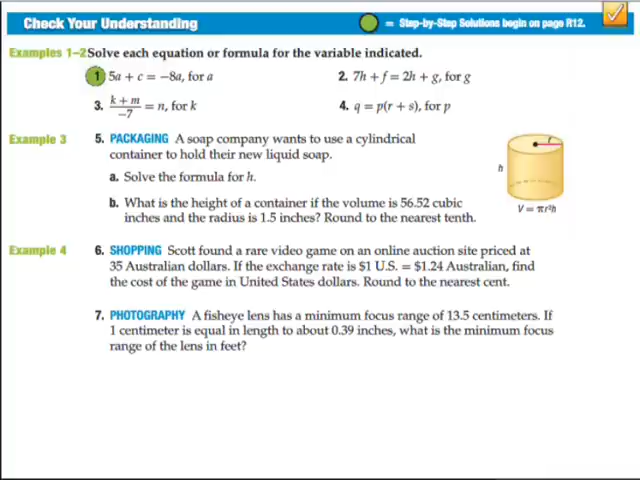 Check Your Understanding
= Step-by-Step Solutions begin on page R12.
Examples 1–2 Solve each equation or formula for the variable indicated.
1 5a + c = −8a, for a
2. 7h + f = 2h + g, for g
3. (k + m)/−7 = n, for k
4. q = p(r + s), for p
Example 3 5. PACKAGING A soap company wants to use a cylindrical
container to hold their new liquid soap.
a. Solve the formula for h.
b. What is the height of a container if the volume is 56.52 cubic
inches and the radius is 1.5 inches? Round to the nearest tenth.
r
h
V = πr²h
Example 4 6. SHOPPING Scott found a rare video game on an online auction site priced at
35 Australian dollars. If the exchange rate is $1 U.S. = $1.24 Australian, find
the cost of the game in United States dollars. Round to the nearest cent.
7. PHOTOGRAPHY A fisheye lens has a minimum focus range of 13.5 centimeters. If
1 centimeter is equal in length to about 0.39 inches, what is the minimum focus
range of the lens in feet?